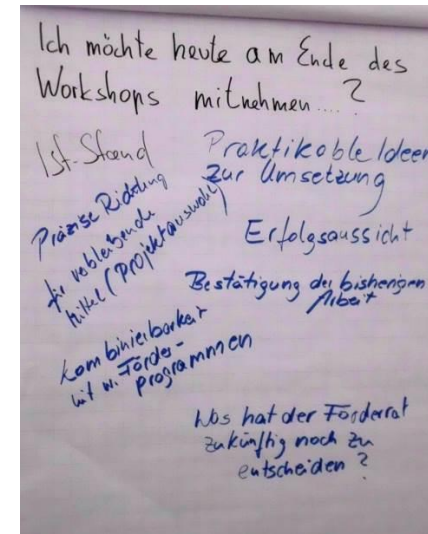 Ich möchte heute am Ende des
Workshops mitnehmen....?
Ist-Stand
Praktikable Ideen
zur Umsetzung
Präzise Richtung
für verbleibende
Mittel (Projektauswahl)
Erfolgsaussicht
Bestätigung der bisherigen
Arbeit
Kombinierbarkeit
mit w. Förder-
programmen
Was hat der Förderrat
zukünftig noch zu
entscheiden?